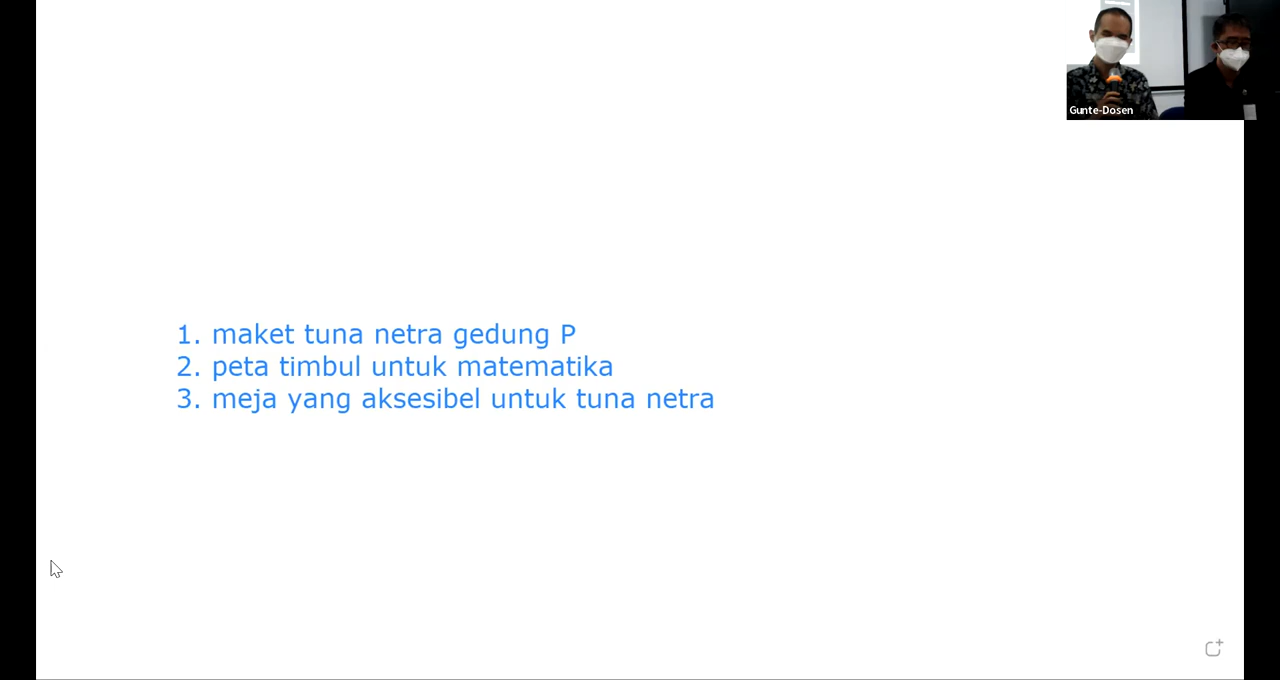 Gunte-Dosen
1. maket tuna netra gedung P
2. peta timbul untuk matematika
3. meja yang aksesibel untuk tuna netra